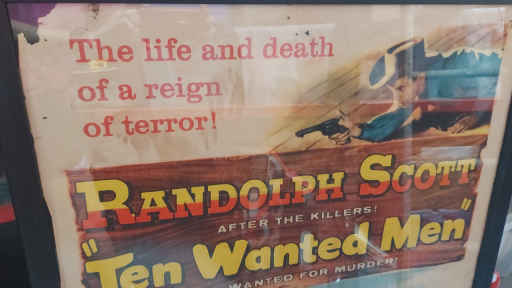 The life and death
of a reign
of terror!
RANDOLPH SCOTT
AFTER THE KILLERS!
"Ten Wanted Men"
WANTED FOR MURDER!